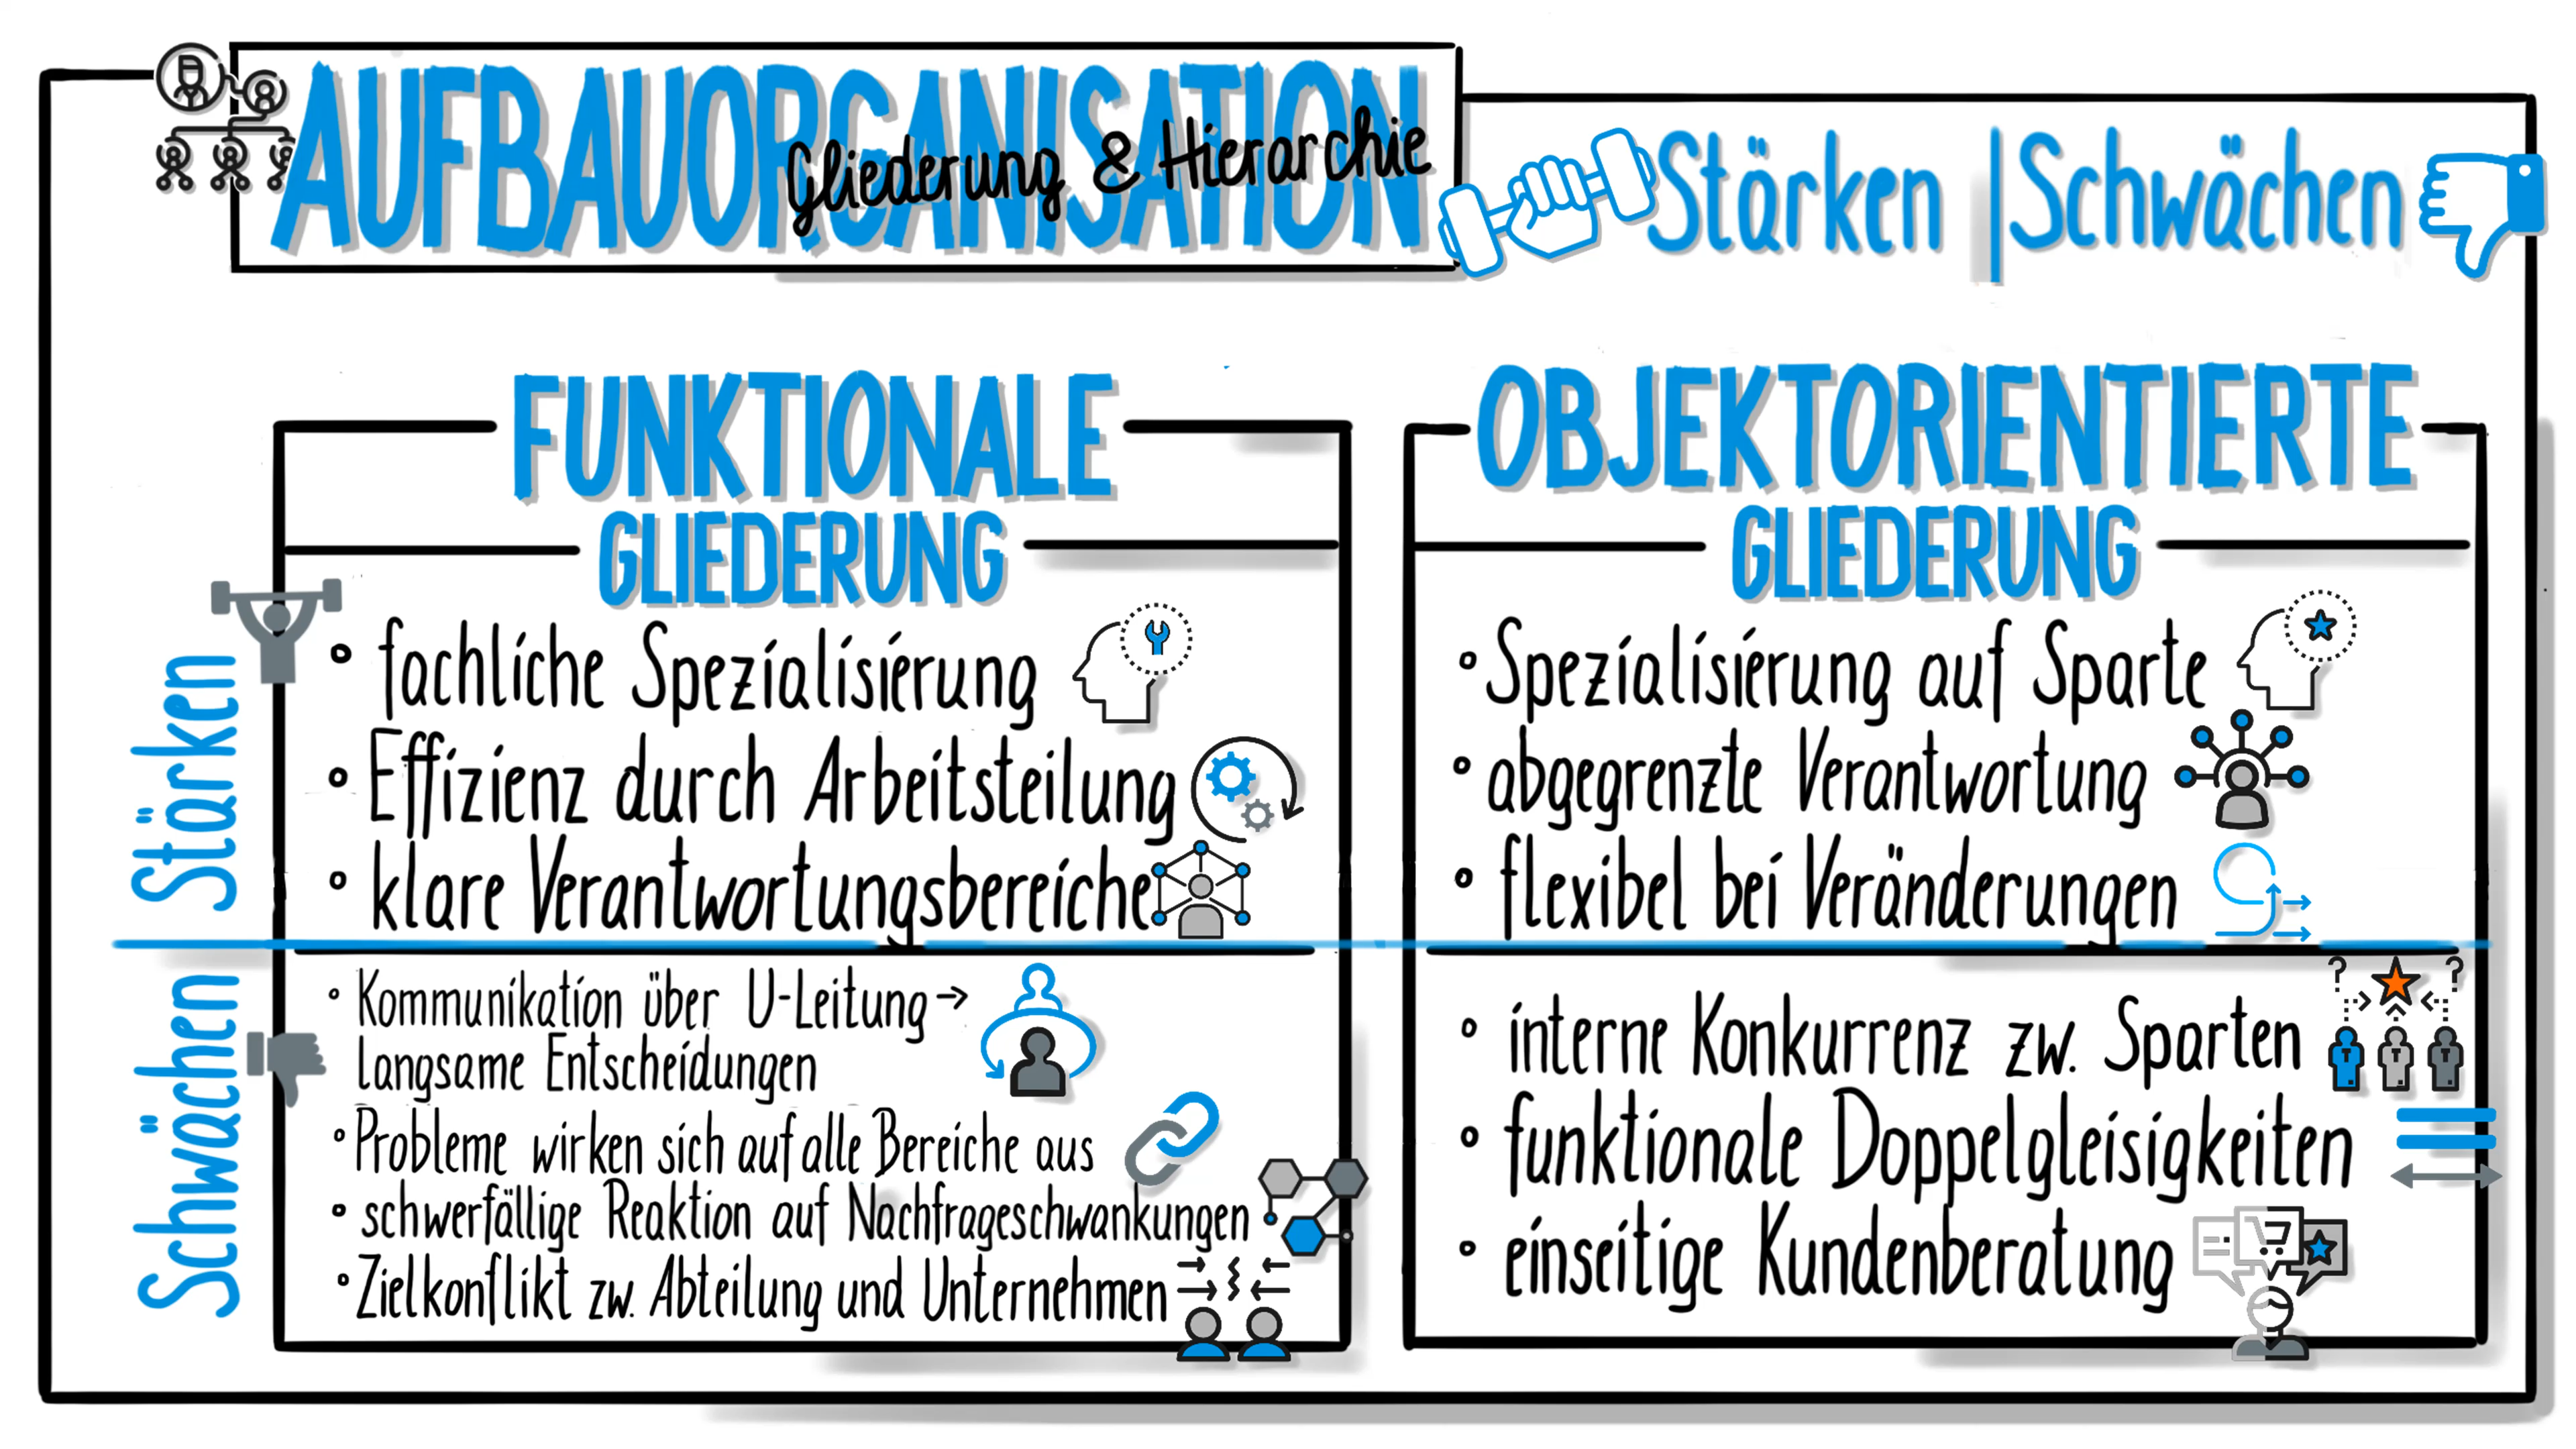 AUFBAUORGANISATION
Gliederung & Hierarchie
Stärken | Schwächen
FUNKTIONALE
GLIEDERUNG
Stärken
° fachliche Spezialisierung
° Effizienz durch Arbeitsteilung
° klare Verantwortungsbereiche
Schwächen
° Kommunikation über U-Leitung →
langsame Entscheidungen
° Probleme wirken sich auf alle Bereiche aus
° schwerfällige Reaktion auf Nachfrageschwankungen
° Zielkonflikt zw. Abteilung und Unternehmen
OBJEKTORIENTIERTE
GLIEDERUNG
° Spezialisierung auf Sparte
° abgegrenzte Verantwortung
° flexibel bei Veränderungen
? ?
° interne Konkurrenz zw. Sparten
° funktionale Doppelgleisigkeiten
° einseitige Kundenberatung